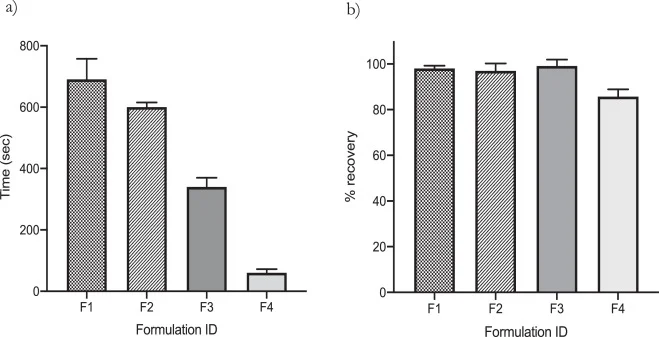 a)
800
600
400
200
0
Time (sec)
F1 F2 F3 F4
Formulation ID
b)
100
80
60
40
20
0
% recovery
F1 F2 F3 F4
Formulation ID